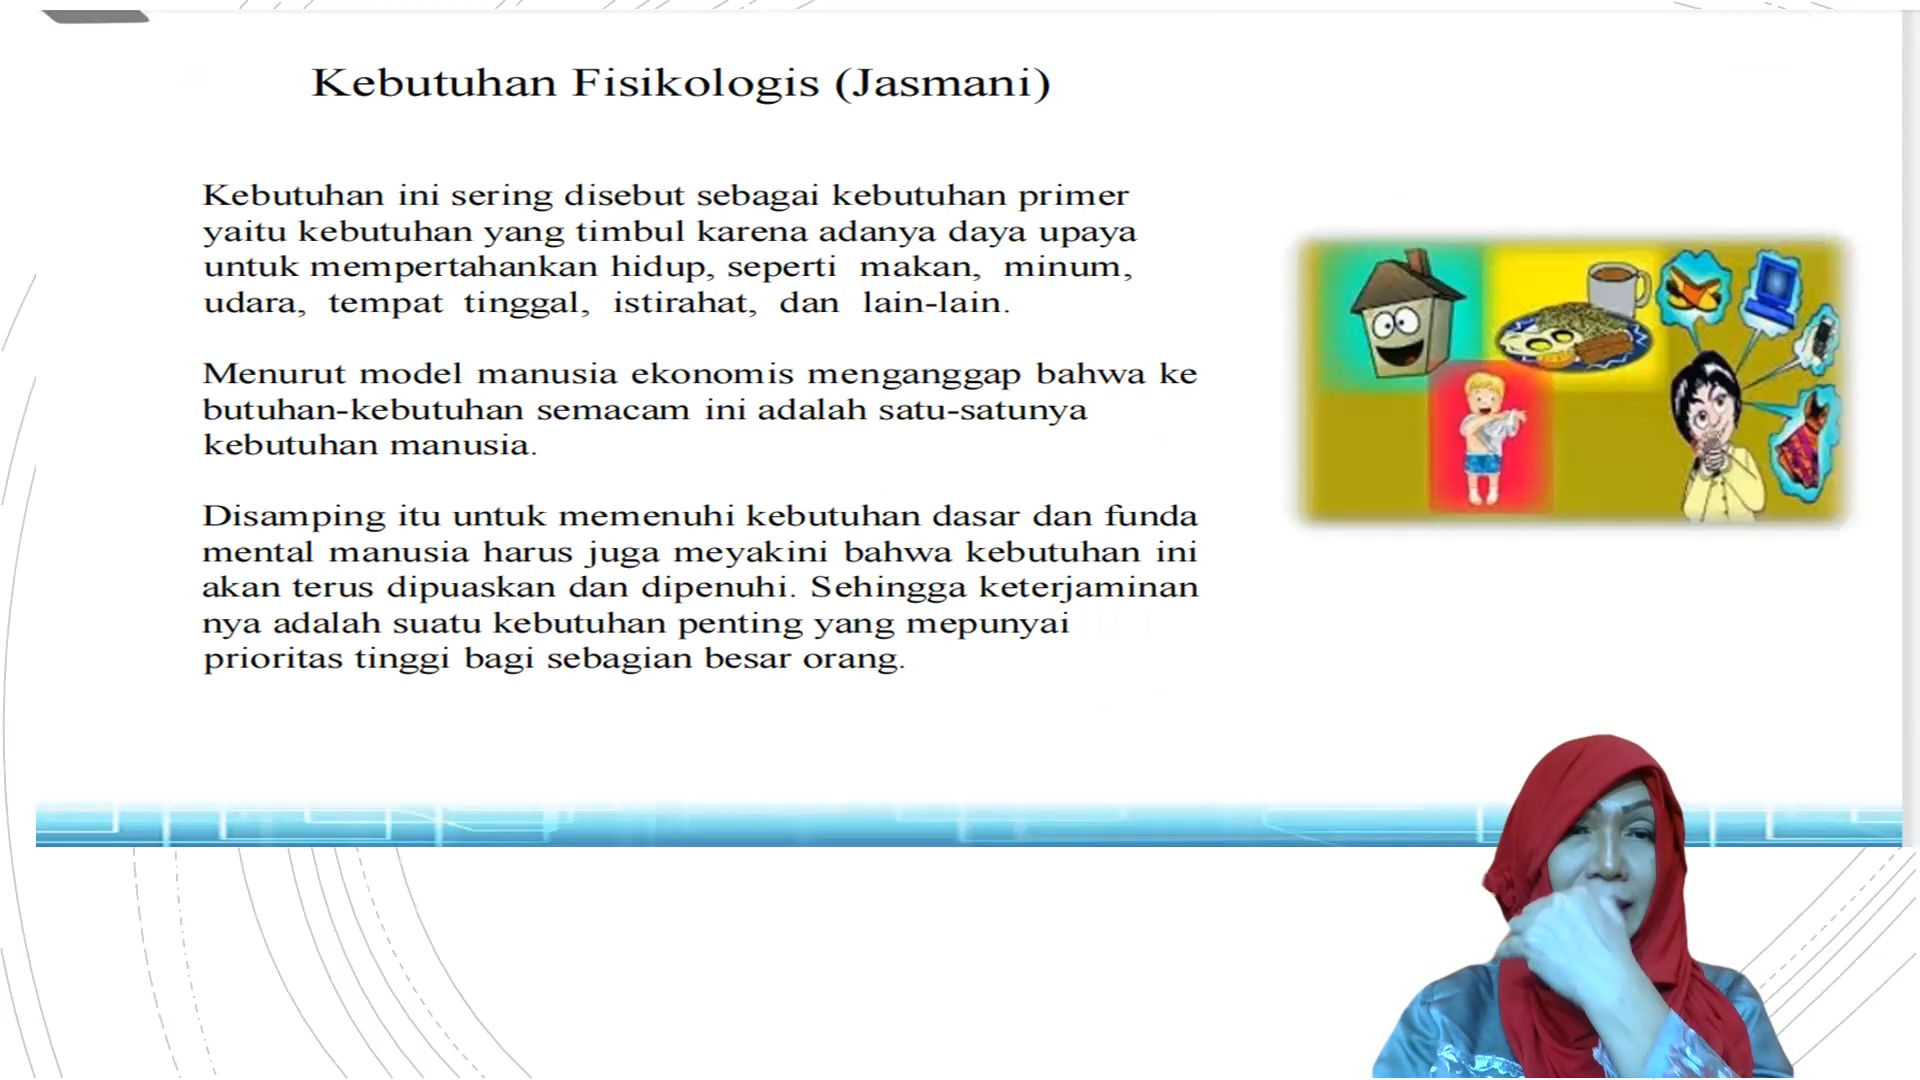 Kebutuhan Fisikologis (Jasmani)
Kebutuhan ini sering disebut sebagai kebutuhan primer
yaitu kebutuhan yang timbul karena adanya daya upaya
untuk mempertahankan hidup, seperti makan, minum,
udara, tempat tinggal, istirahat, dan lain-lain.
Menurut model manusia ekonomis menganggap bahwa ke
butuhan-kebutuhan semacam ini adalah satu-satunya
kebutuhan manusia.
Disamping itu untuk memenuhi kebutuhan dasar dan funda
mental manusia harus juga meyakini bahwa kebutuhan ini
akan terus dipuaskan dan dipenuhi. Sehingga keterjaminan
nya adalah suatu kebutuhan penting yang mepunyai
prioritas tinggi bagi sebagian besar orang.